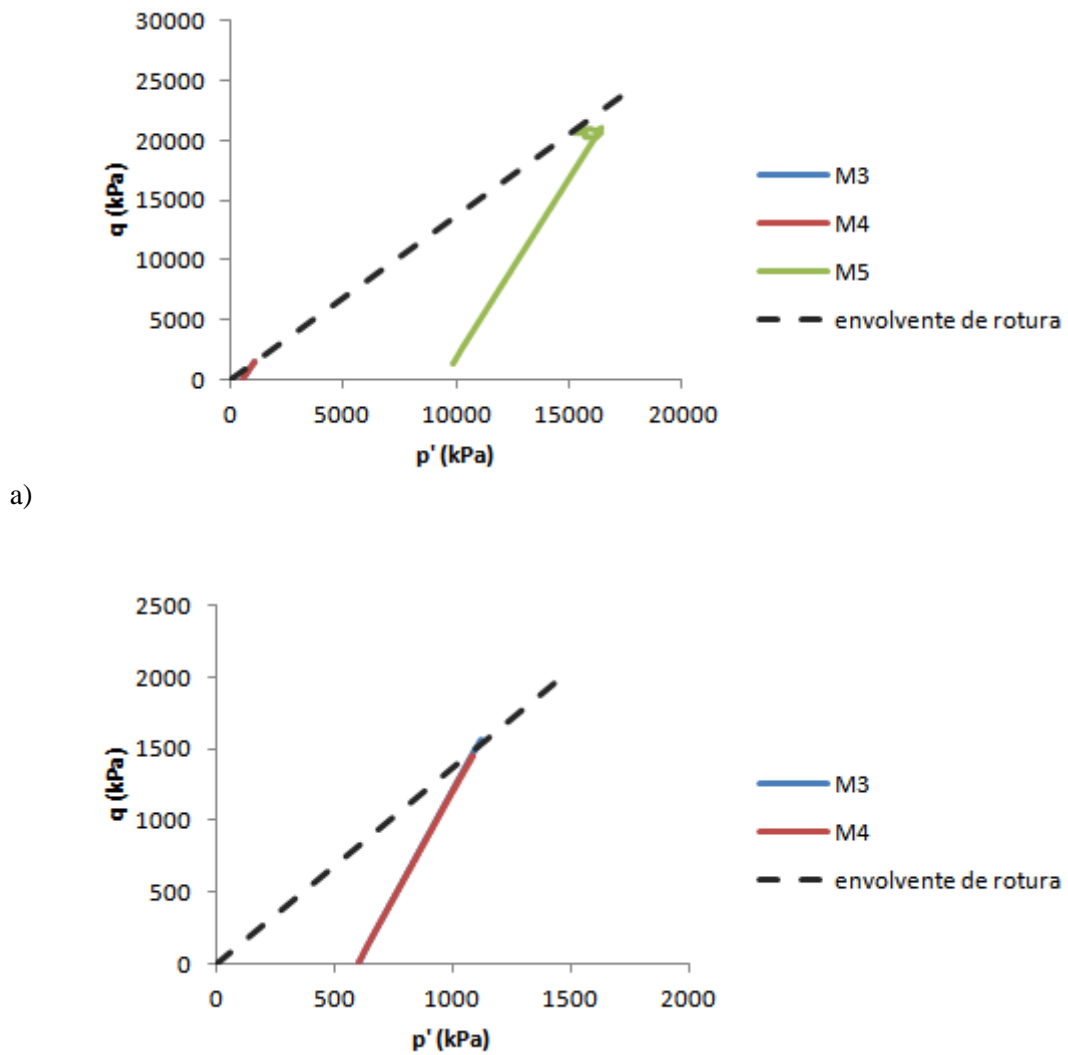 30000
25000
20000
15000
10000
5000
0
q (kPa)
0 5000 10000 15000 20000
p' (kPa)
M3
M4
M5
envolvente de rotura
a)
2500
2000
1500
1000
500
0
q (kPa)
0 500 1000 1500 2000
p' (kPa)
M3
M4
envolvente de rotura